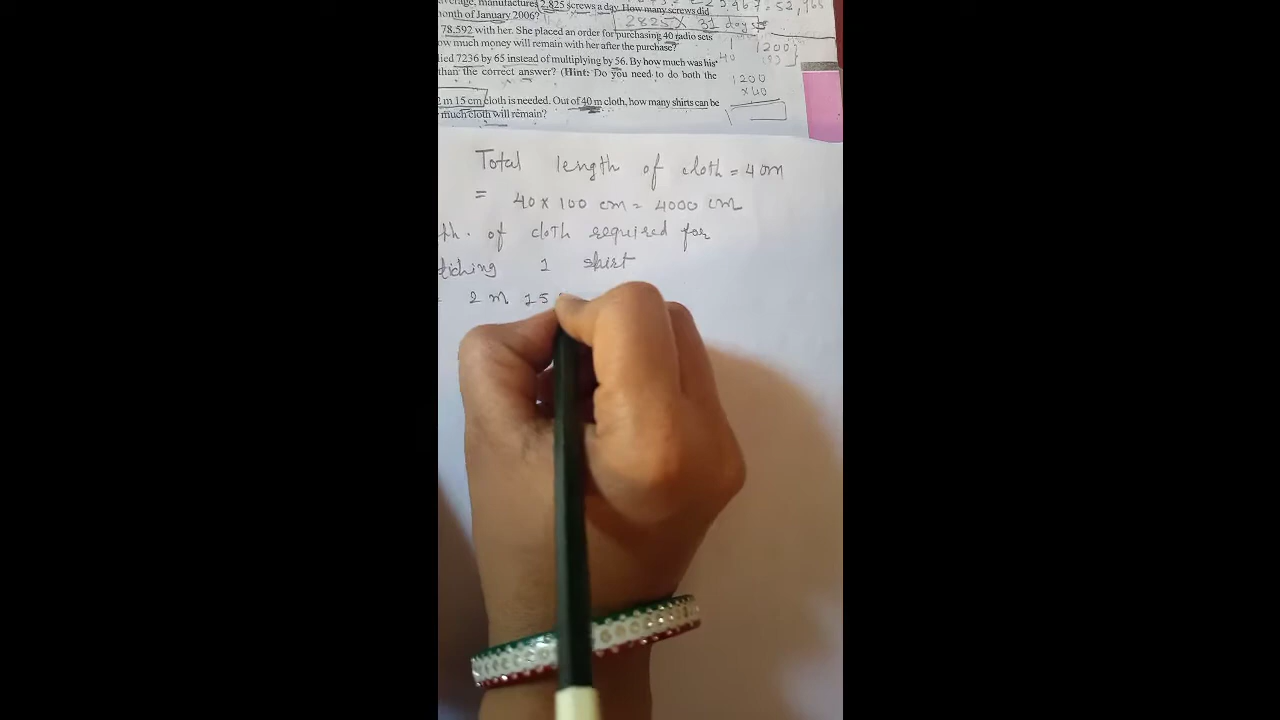 average, manufactures 2,825 screws a day. How many screws did
month of January 2006?
2825 X 31 days
78,592 with her. She placed an order for purchasing 40 radio sets
ow much money will remain with her after the purchase?
1 1200
40
lied 7236 by 65 instead of multiplying by 56. By how much was his
than the correct answer? (Hint: Do you need to do both the
1200
x40
2 m 15 cm cloth is needed. Out of 40 m cloth, how many shirts can be
much cloth will remain?
Total length of cloth = 40m
= 40 x 100 cm = 4000 cm
th. of cloth required for
tiching 1 shirt
2 m 15